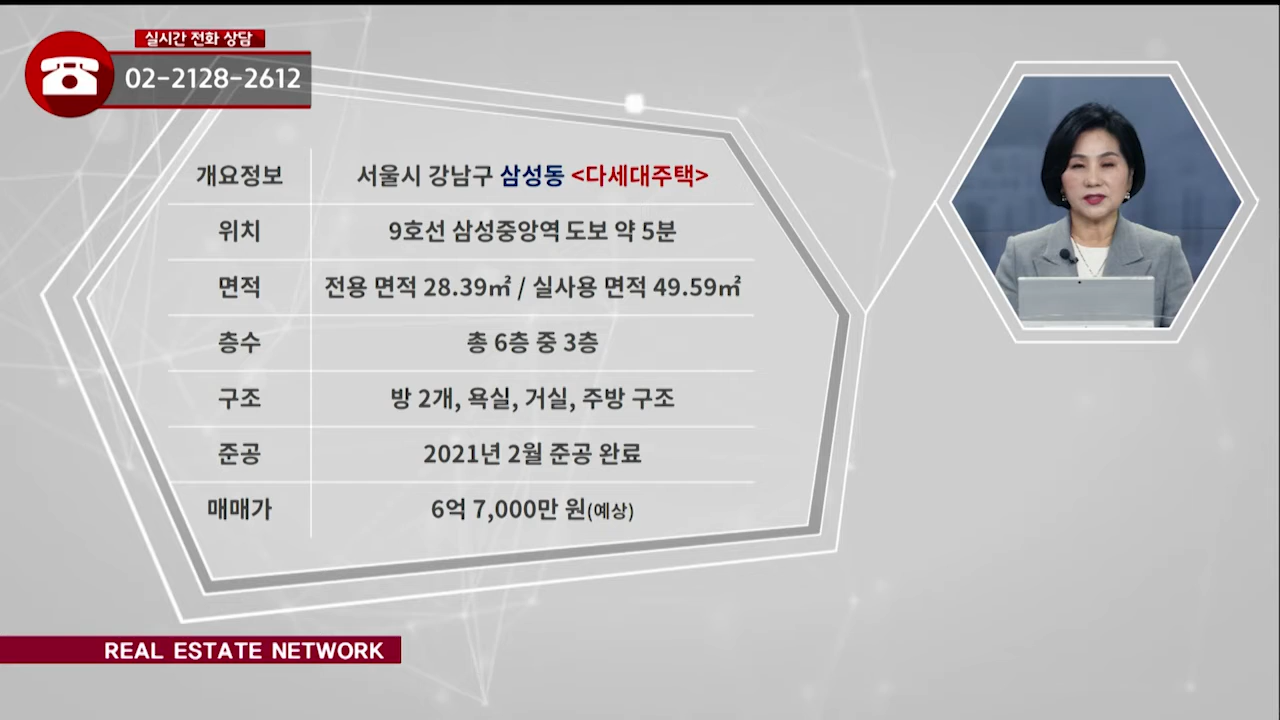 실시간 전화 상담
02-2128-2612
개요정보 서울시 강남구 삼성동 <다세대주택>
위치 9호선 삼성중앙역 도보 약 5분
면적 전용 면적 28.39㎡ / 실사용 면적 49.59㎡
층수 총 6층 중 3층
구조 방 2개, 욕실, 거실, 주방 구조
준공 2021년 2월 준공 완료
매매가 6억 7,000만 원(예상)
REAL ESTATE NETWORK